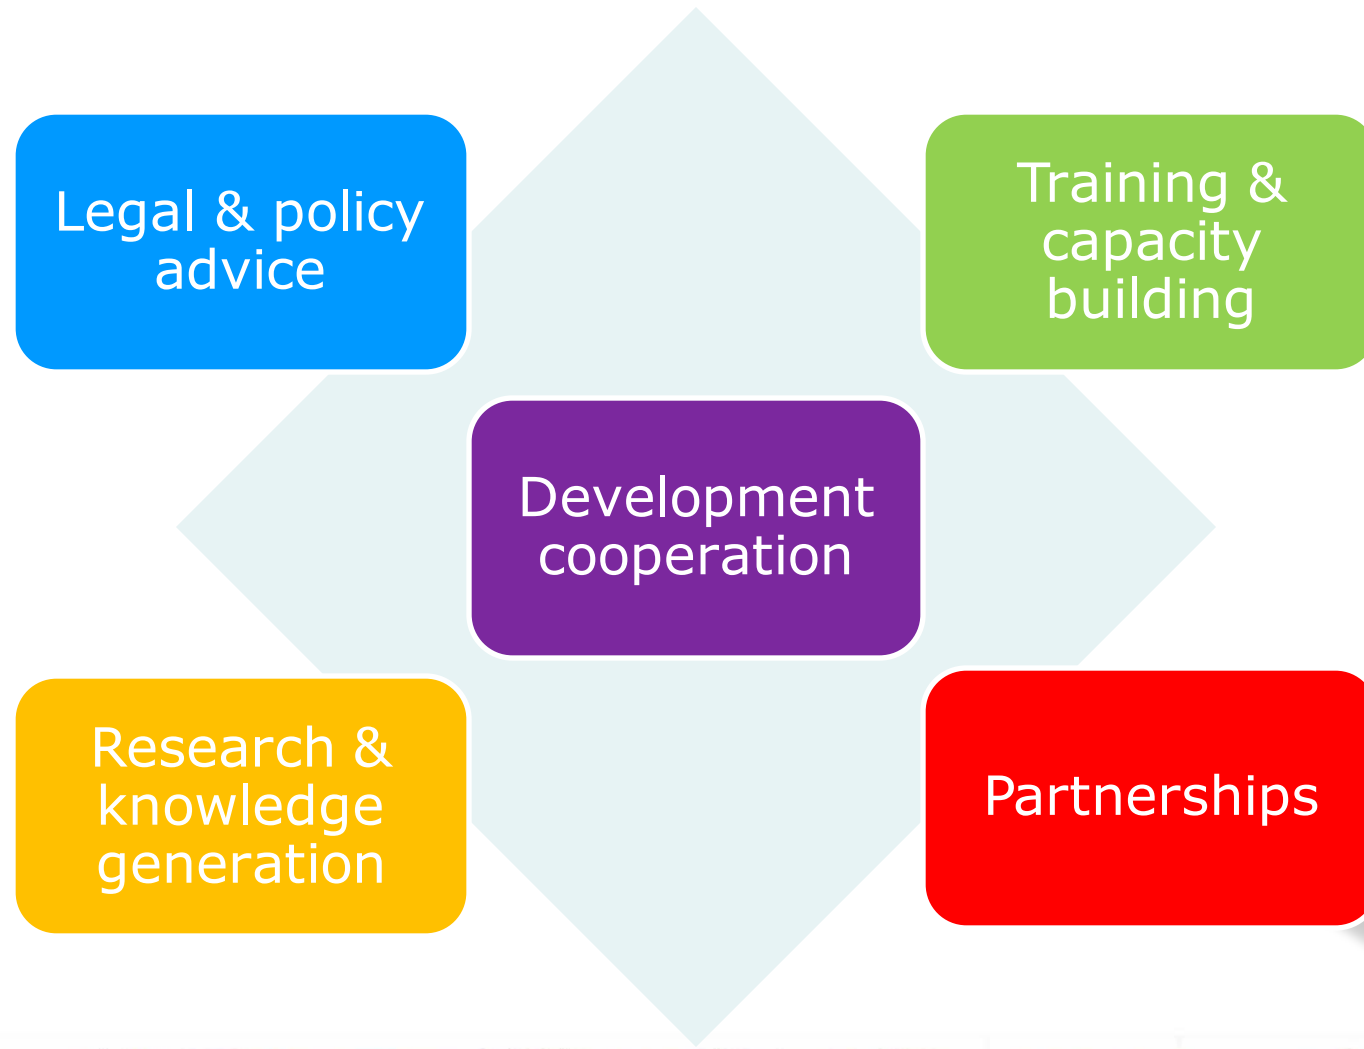 Legal & policy
advice
Training &
capacity
building
Development
cooperation
Research &
knowledge
generation
Partnerships